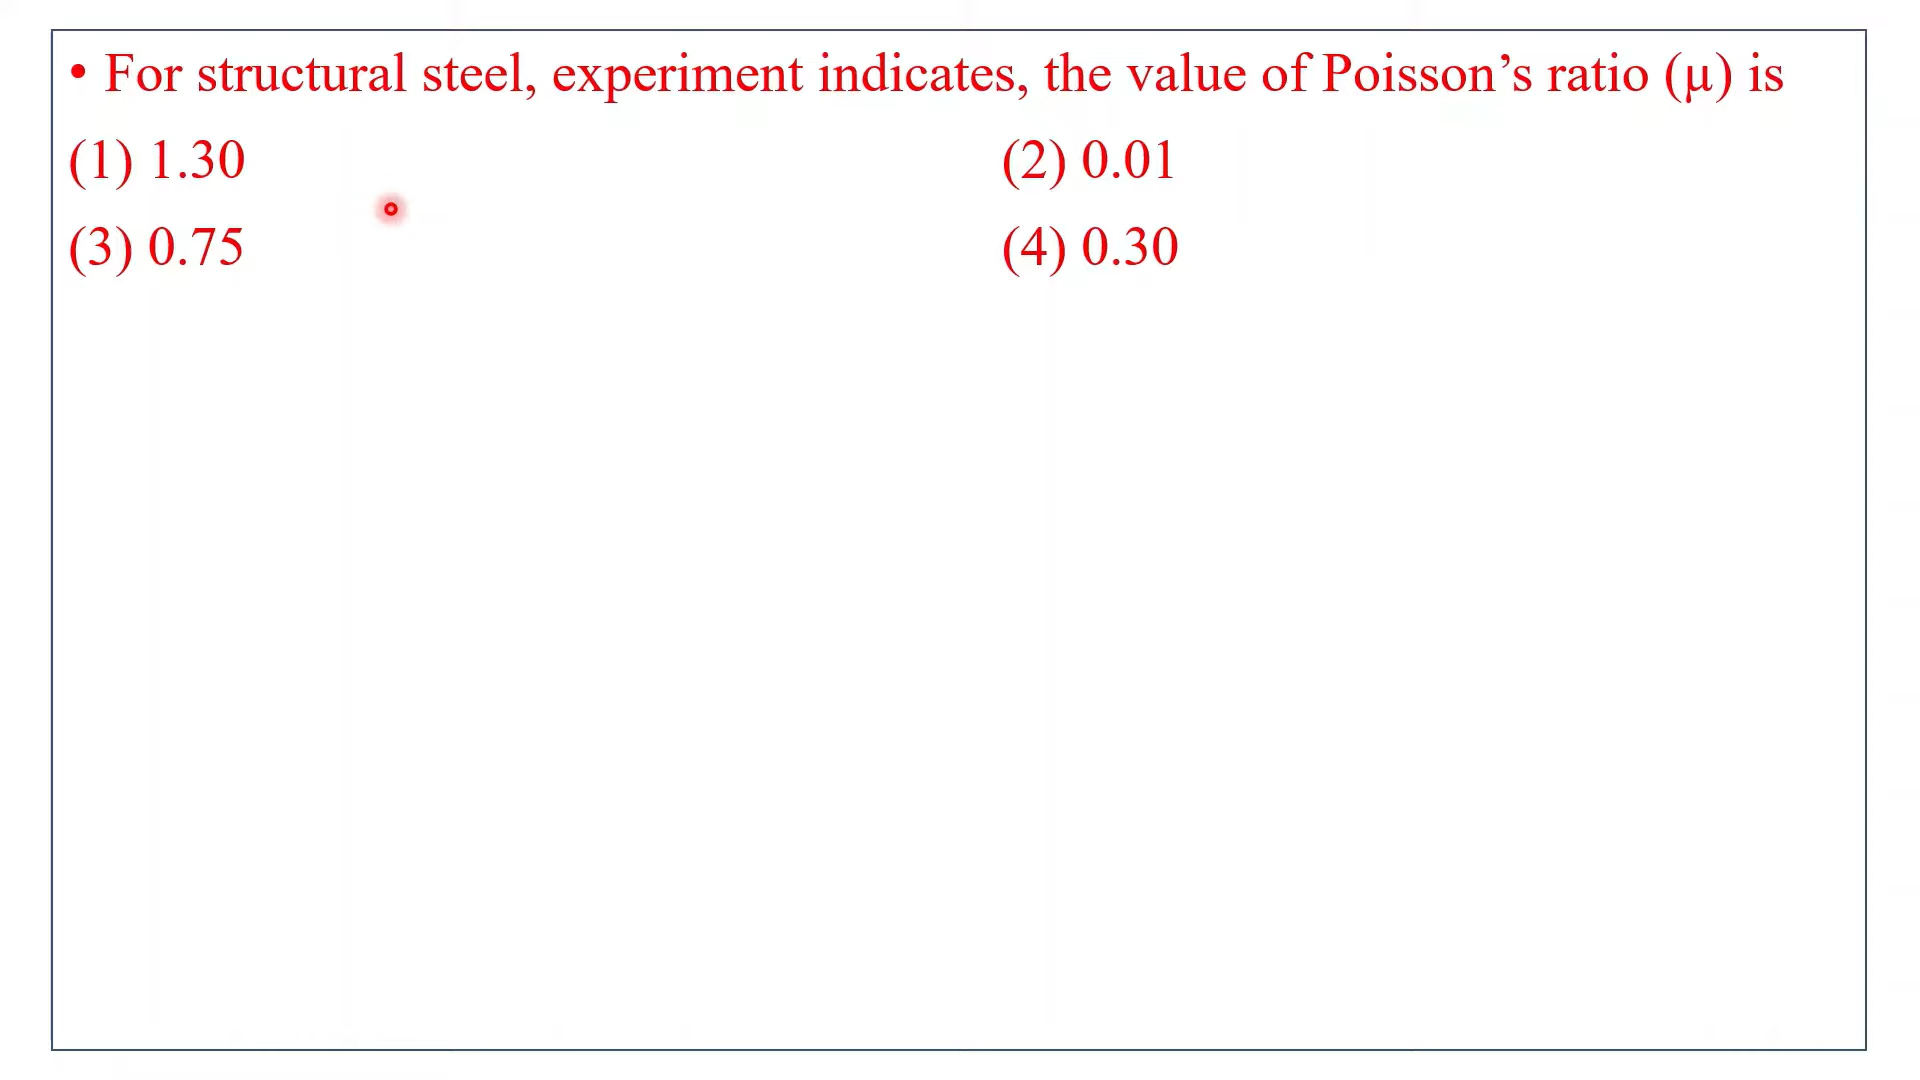 • For structural steel, experiment indicates, the value of Poisson’s ratio (μ) is
(1) 1.30 (2) 0.01
(3) 0.75 (4) 0.30